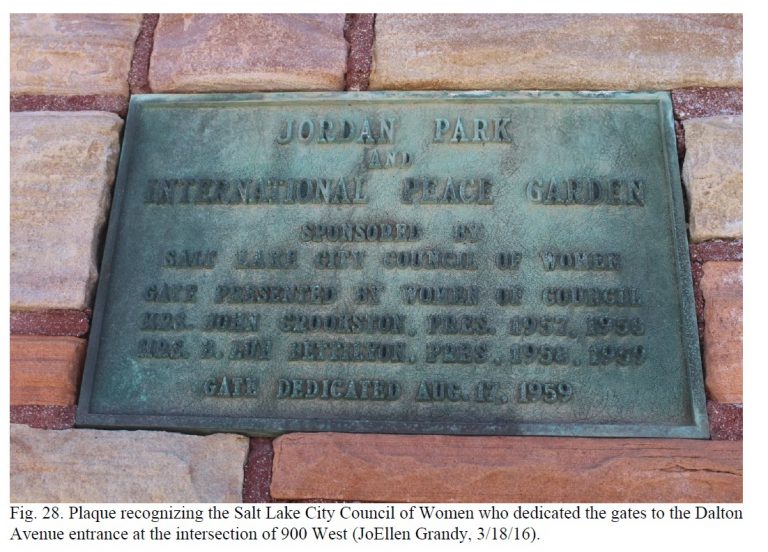 JORDAN PARK
AND
INTERNATIONAL PEACE GARDEN
SPONSORED BY
SALT LAKE CITY COUNCIL OF WOMEN
GATE PRESENTED BY WOMEN OF COUNCIL
MRS. JOHN CROOKSTON, PRES. 1957, 1958
MRS. BETTILYON, PRES. 1958, 1959
GATE DEDICATED AUG. 17, 1959
Fig. 28. Plaque recognizing the Salt Lake City Council of Women who dedicated the gates to the Dalton
Avenue entrance at the intersection of 900 West (JoEllen Grandy, 3/18/16).